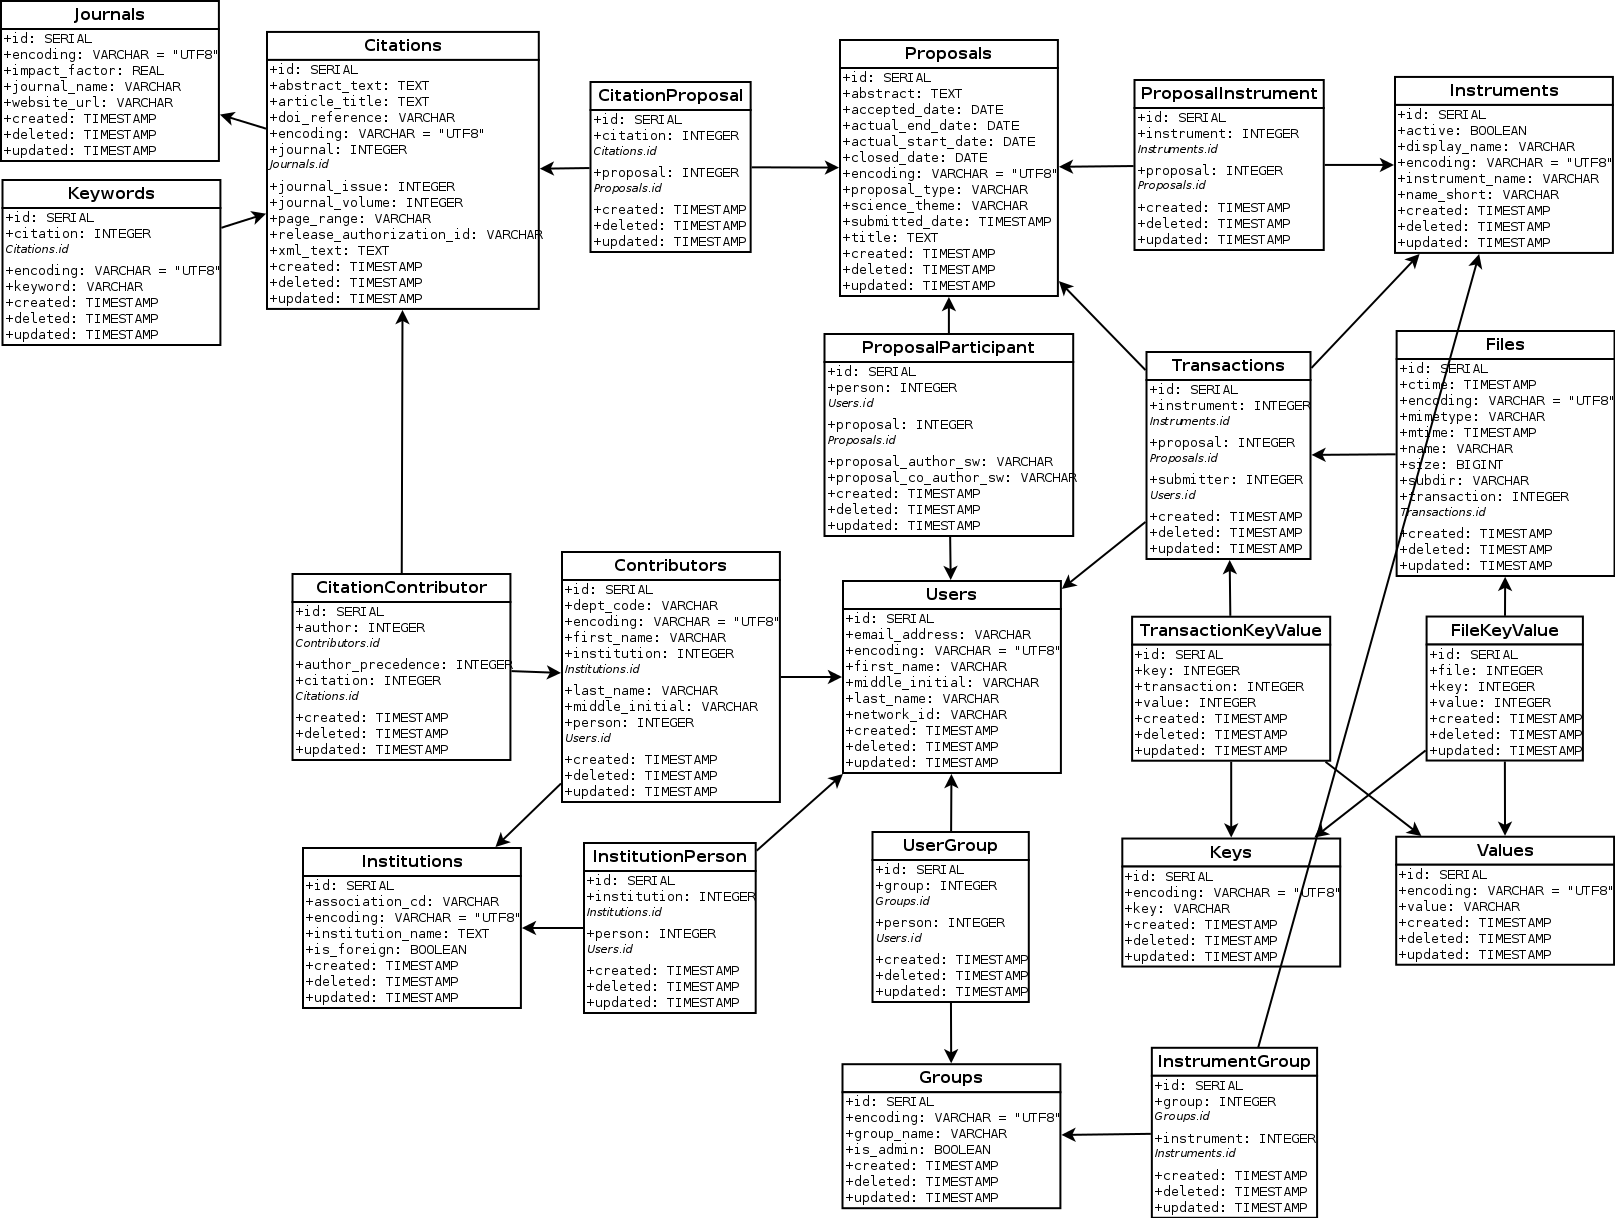 Journals
+id: SERIAL
+encoding: VARCHAR = "UTF8"
+impact_factor: REAL
+journal_name: VARCHAR
+website_url: VARCHAR
+created: TIMESTAMP
+deleted: TIMESTAMP
+updated: TIMESTAMP
Keywords
+id: SERIAL
+citation: INTEGER
Citations.id
+encoding: VARCHAR = "UTF8"
+keyword: VARCHAR
+created: TIMESTAMP
+deleted: TIMESTAMP
+updated: TIMESTAMP
Citations
+id: SERIAL
+abstract_text: TEXT
+article_title: TEXT
+doi_reference: VARCHAR
+encoding: VARCHAR = "UTF8"
+journal: INTEGER
Journals.id
+journal_issue: INTEGER
+journal_volume: INTEGER
+page_range: VARCHAR
+release_authorization_id: VARCHAR
+xml_text: TEXT
+created: TIMESTAMP
+deleted: TIMESTAMP
+updated: TIMESTAMP
CitationProposal
+id: SERIAL
+citation: INTEGER
Citations.id
+proposal: INTEGER
Proposals.id
+created: TIMESTAMP
+deleted: TIMESTAMP
+updated: TIMESTAMP
Proposals
+id: SERIAL
+abstract: TEXT
+accepted_date: DATE
+actual_end_date: DATE
+actual_start_date: DATE
+closed_date: DATE
+encoding: VARCHAR = "UTF8"
+proposal_type: VARCHAR
+science_theme: VARCHAR
+submitted_date: TIMESTAMP
+title: TEXT
+created: TIMESTAMP
+deleted: TIMESTAMP
+updated: TIMESTAMP
ProposalInstrument
+id: SERIAL
+instrument: INTEGER
Instruments.id
+proposal: INTEGER
Proposals.id
+created: TIMESTAMP
+deleted: TIMESTAMP
+updated: TIMESTAMP
Instruments
+id: SERIAL
+active: BOOLEAN
+display_name: VARCHAR
+encoding: VARCHAR = "UTF8"
+instrument_name: VARCHAR
+name_short: VARCHAR
+created: TIMESTAMP
+deleted: TIMESTAMP
+updated: TIMESTAMP
ProposalParticipant
+id: SERIAL
+person: INTEGER
Users.id
+proposal: INTEGER
Proposals.id
+proposal_author_sw: VARCHAR
+proposal_co_author_sw: VARCHAR
+created: TIMESTAMP
+deleted: TIMESTAMP
+updated: TIMESTAMP
Transactions
+id: SERIAL
+instrument: INTEGER
Instruments.id
+proposal: INTEGER
Proposals.id
+submitter: INTEGER
Users.id
+created: TIMESTAMP
+deleted: TIMESTAMP
+updated: TIMESTAMP
Files
+id: SERIAL
+ctime: TIMESTAMP
+encoding: VARCHAR = "UTF8"
+mimetype: VARCHAR
+mtime: TIMESTAMP
+name: VARCHAR
+size: BIGINT
+subdir: VARCHAR
+transaction: INTEGER
Transactions.id
+created: TIMESTAMP
+deleted: TIMESTAMP
+updated: TIMESTAMP
CitationContributor
+id: SERIAL
+author: INTEGER
Contributors.id
+author_precedence: INTEGER
+citation: INTEGER
Citations.id
+created: TIMESTAMP
+deleted: TIMESTAMP
+updated: TIMESTAMP
Contributors
+id: SERIAL
+dept_code: VARCHAR
+encoding: VARCHAR = "UTF8"
+first_name: VARCHAR
+institution: INTEGER
Institutions.id
+last_name: VARCHAR
+middle_initial: VARCHAR
+person: INTEGER
Users.id
+created: TIMESTAMP
+deleted: TIMESTAMP
+updated: TIMESTAMP
Users
+id: SERIAL
+email_address: VARCHAR
+encoding: VARCHAR = "UTF8"
+first_name: VARCHAR
+middle_initial: VARCHAR
+last_name: VARCHAR
+network_id: VARCHAR
+created: TIMESTAMP
+deleted: TIMESTAMP
+updated: TIMESTAMP
TransactionKeyValue
+id: SERIAL
+key: INTEGER
+transaction: INTEGER
+value: INTEGER
+created: TIMESTAMP
+deleted: TIMESTAMP
+updated: TIMESTAMP
FileKeyValue
+id: SERIAL
+file: INTEGER
+key: INTEGER
+value: INTEGER
+created: TIMESTAMP
+deleted: TIMESTAMP
+updated: TIMESTAMP
Institutions
+id: SERIAL
+association_cd: VARCHAR
+encoding: VARCHAR = "UTF8"
+institution_name: TEXT
+is_foreign: BOOLEAN
+created: TIMESTAMP
+deleted: TIMESTAMP
+updated: TIMESTAMP
InstitutionPerson
+id: SERIAL
+institution: INTEGER
Institutions.id
+person: INTEGER
Users.id
+created: TIMESTAMP
+deleted: TIMESTAMP
+updated: TIMESTAMP
UserGroup
+id: SERIAL
+group: INTEGER
Groups.id
+person: INTEGER
Users.id
+created: TIMESTAMP
+deleted: TIMESTAMP
+updated: TIMESTAMP
Keys
+id: SERIAL
+encoding: VARCHAR = "UTF8"
+key: VARCHAR
+created: TIMESTAMP
+deleted: TIMESTAMP
+updated: TIMESTAMP
Values
+id: SERIAL
+encoding: VARCHAR = "UTF8"
+value: VARCHAR
+created: TIMESTAMP
+deleted: TIMESTAMP
+updated: TIMESTAMP
Groups
+id: SERIAL
+encoding: VARCHAR = "UTF8"
+group_name: VARCHAR
+is_admin: BOOLEAN
+created: TIMESTAMP
+deleted: TIMESTAMP
+updated: TIMESTAMP
InstrumentGroup
+id: SERIAL
+group: INTEGER
Groups.id
+instrument: INTEGER
Instruments.id
+created: TIMESTAMP
+deleted: TIMESTAMP
+updated: TIMESTAMP